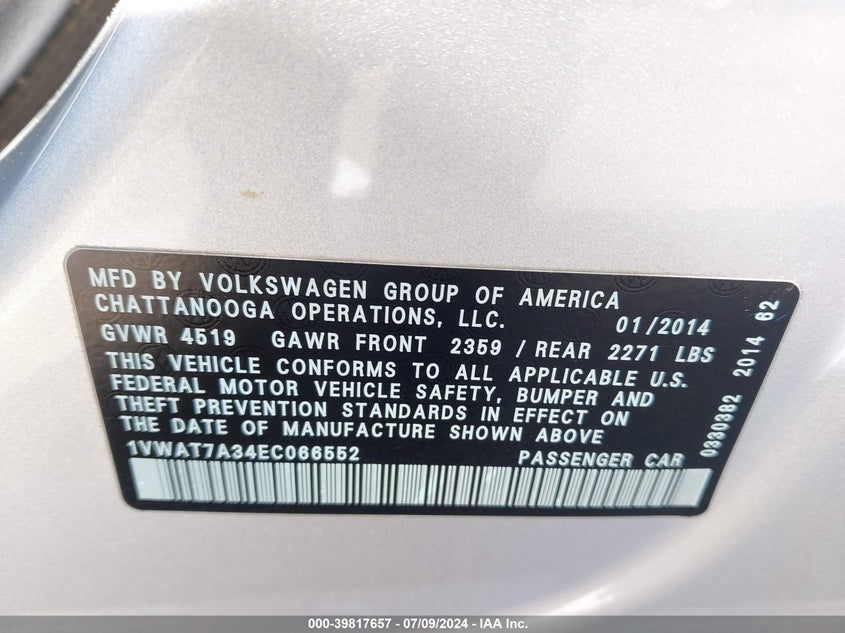 MFD BY VOLKSWAGEN GROUP OF AMERICA
CHATTANOOGA OPERATIONS, LLC. 01/2014
GVWR 4519 GAWR FRONT 2359 / REAR 2271 LBS
THIS VEHICLE CONFORMS TO ALL APPLICABLE U.S.
FEDERAL MOTOR VEHICLE SAFETY, BUMPER AND
THEFT PREVENTION STANDARDS IN EFFECT ON
THE DATE OF MANUFACTURE SHOWN ABOVE
1VWAT7A34EC066552 PASSENGER CAR
0330382 2014 62
000-39817657 / 07/09/2024 - IAA Inc.